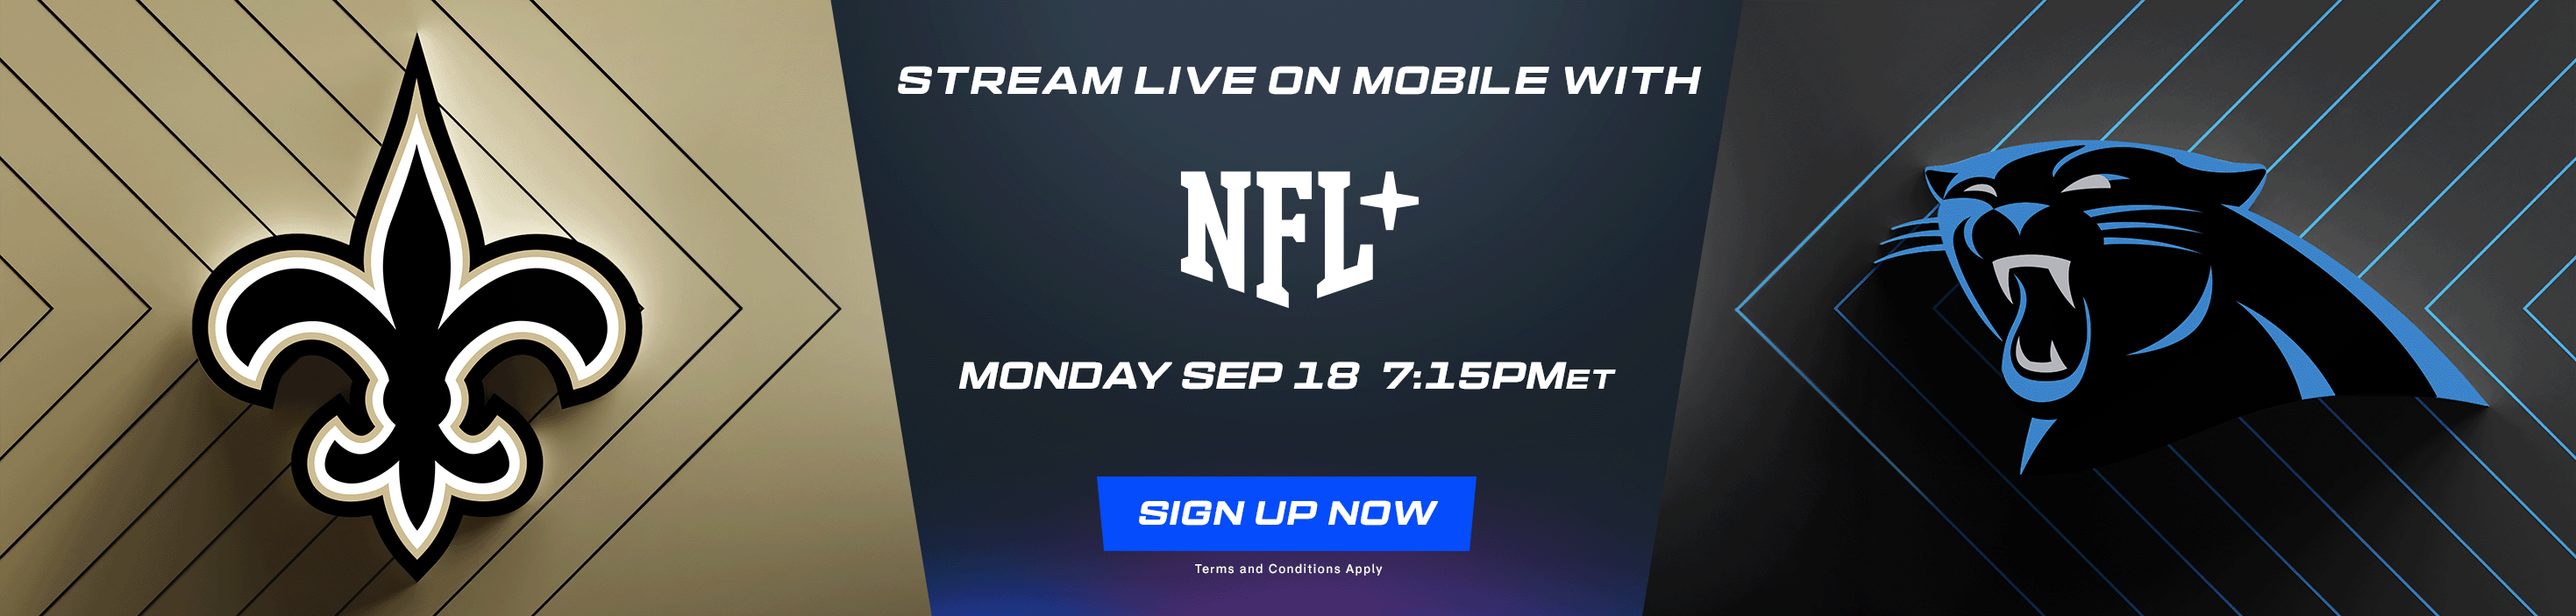 STREAM LIVE ON MOBILE WITH
NFL+
MONDAY SEP 18 7:15PMET
SIGN UP NOW
Terms and Conditions Apply